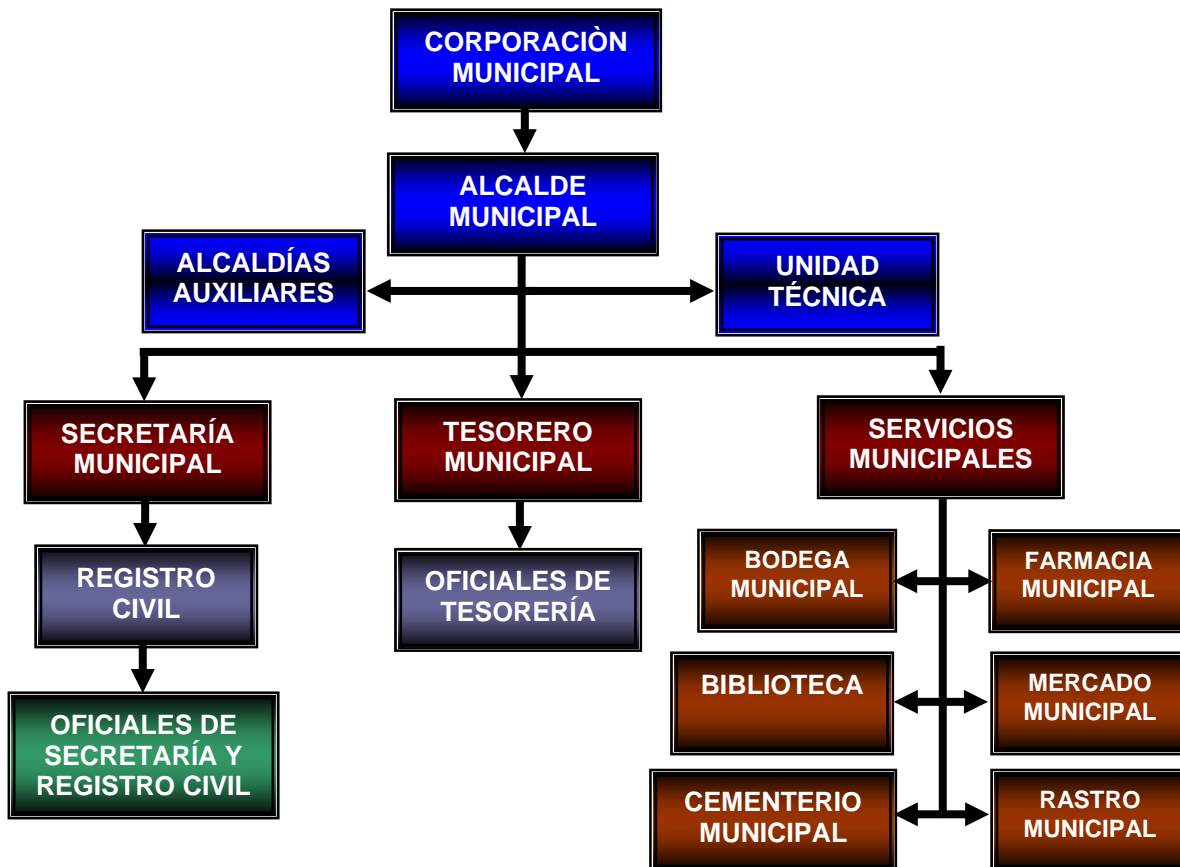 CORPORACIÒN
MUNICIPAL
ALCALDE
MUNICIPAL
ALCALDÍAS
AUXILIARES
UNIDAD
TÉCNICA
SECRETARÍA
MUNICIPAL
TESORERO
MUNICIPAL
SERVICIOS
MUNICIPALES
REGISTRO
CIVIL
OFICIALES DE
TESORERÍA
BODEGA
MUNICIPAL
FARMACIA
MUNICIPAL
OFICIALES DE
SECRETARÍA Y
REGISTRO CIVIL
BIBLIOTECA
MERCADO
MUNICIPAL
CEMENTERIO
MUNICIPAL
RASTRO
MUNICIPAL